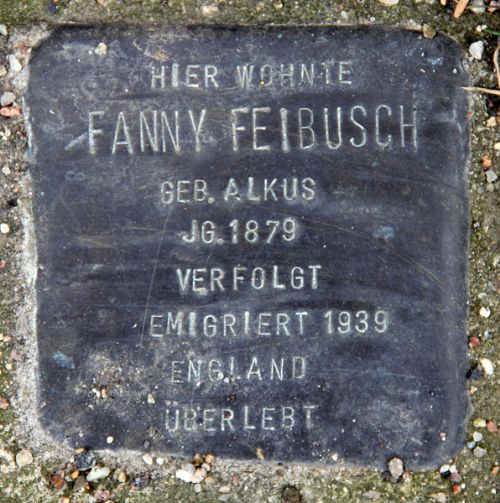 HIER WOHNTE
FANNY FEIBUSCH
GEB. ALKUS
JG. 1879
VERFOLGT
EMIGRIERT 1939
ENGLAND
ÜBERLEBT